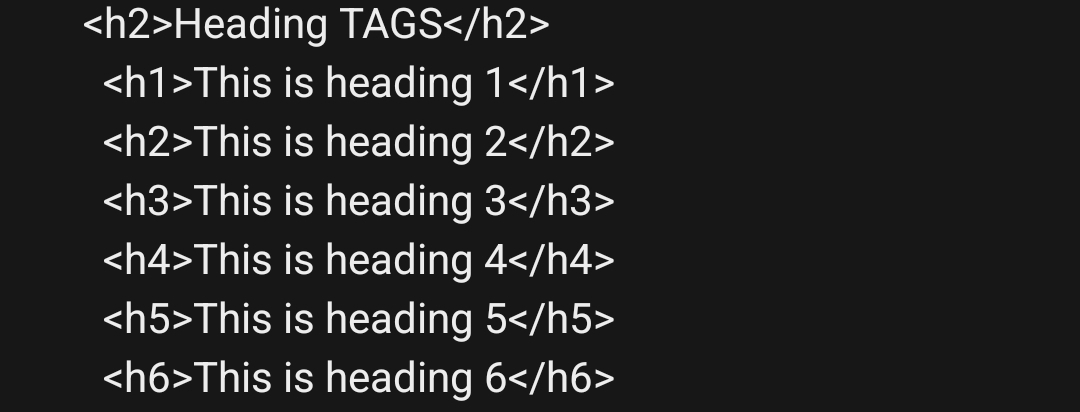 <h2>Heading TAGS</h2>
<h1>This is heading 1</h1>
<h2>This is heading 2</h2>
<h3>This is heading 3</h3>
<h4>This is heading 4</h4>
<h5>This is heading 5</h5>
<h6>This is heading 6</h6>